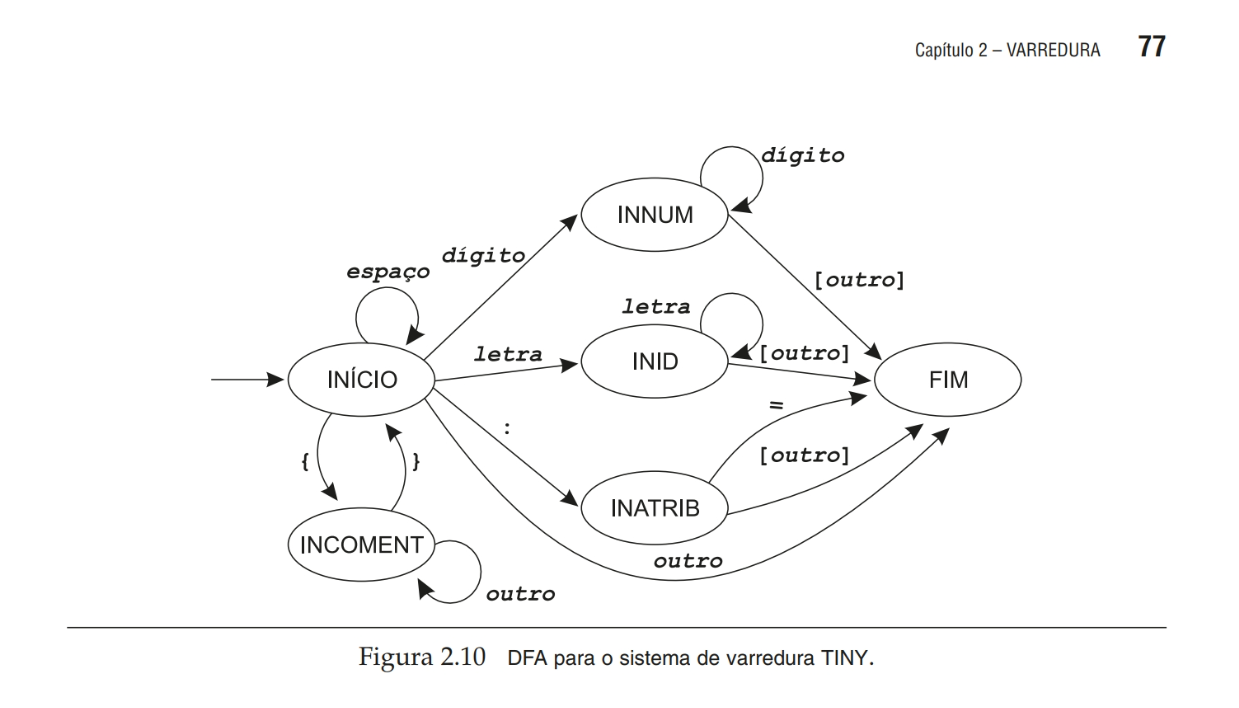 Capítulo 2 – VARREDURA 77
dígito
INNUM
dígito
espaço
[outro]
letra
letra
[outro]
INÍCIO
INID
FIM
=
:
[outro]
{
}
INATRIB
INCOMENT
outro
outro
Figura 2.10 DFA para o sistema de varredura TINY.